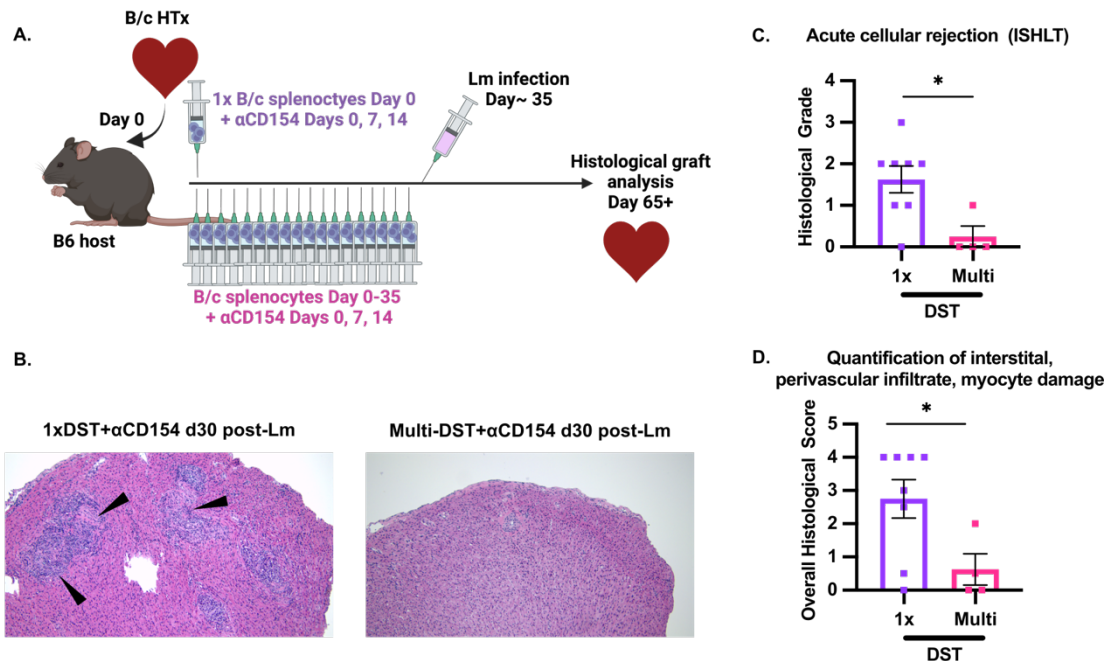 A.
B/c HTx
Day 0
1x B/c splenoctyes Day 0
+ αCD154 Days 0, 7, 14
Lm infection
Day~ 35
Histological graft
analysis
Day 65+
B6 host
B/c splenocytes Day 0-35
+ αCD154 Days 0, 7, 14
B.
1xDST+αCD154 d30 post-Lm
Multi-DST+αCD154 d30 post-Lm
C.
Acute cellular rejection (ISHLT)
*
Histological Grade
4
3
2
1
0
1x
Multi
DST
D.
Quantification of interstital,
perivascular infiltrate, myocyte damage
*
Overall Histological Score
5
4
3
2
1
0
1x
Multi
DST